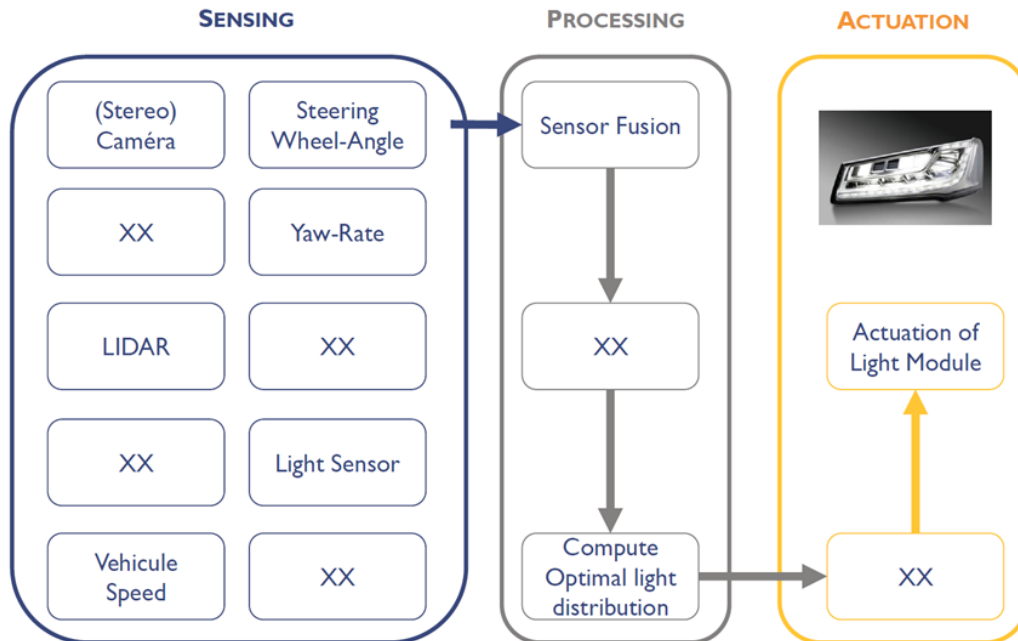 SENSING
PROCESSING
ACTUATION
(Stereo)
Caméra
Steering
Wheel-Angle
Sensor Fusion
XX
Yaw-Rate
LIDAR
XX
XX
Actuation of
Light Module
XX
Light Sensor
Vehicule
Speed
XX
Compute
Optimal light
distribution
XX